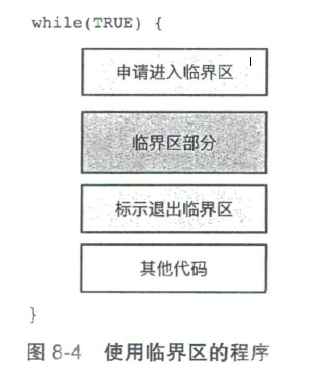 while(TRUE) {
申请进入临界区
临界区部分
标示退出临界区
其他代码
}
图 8-4 使用临界区的程序